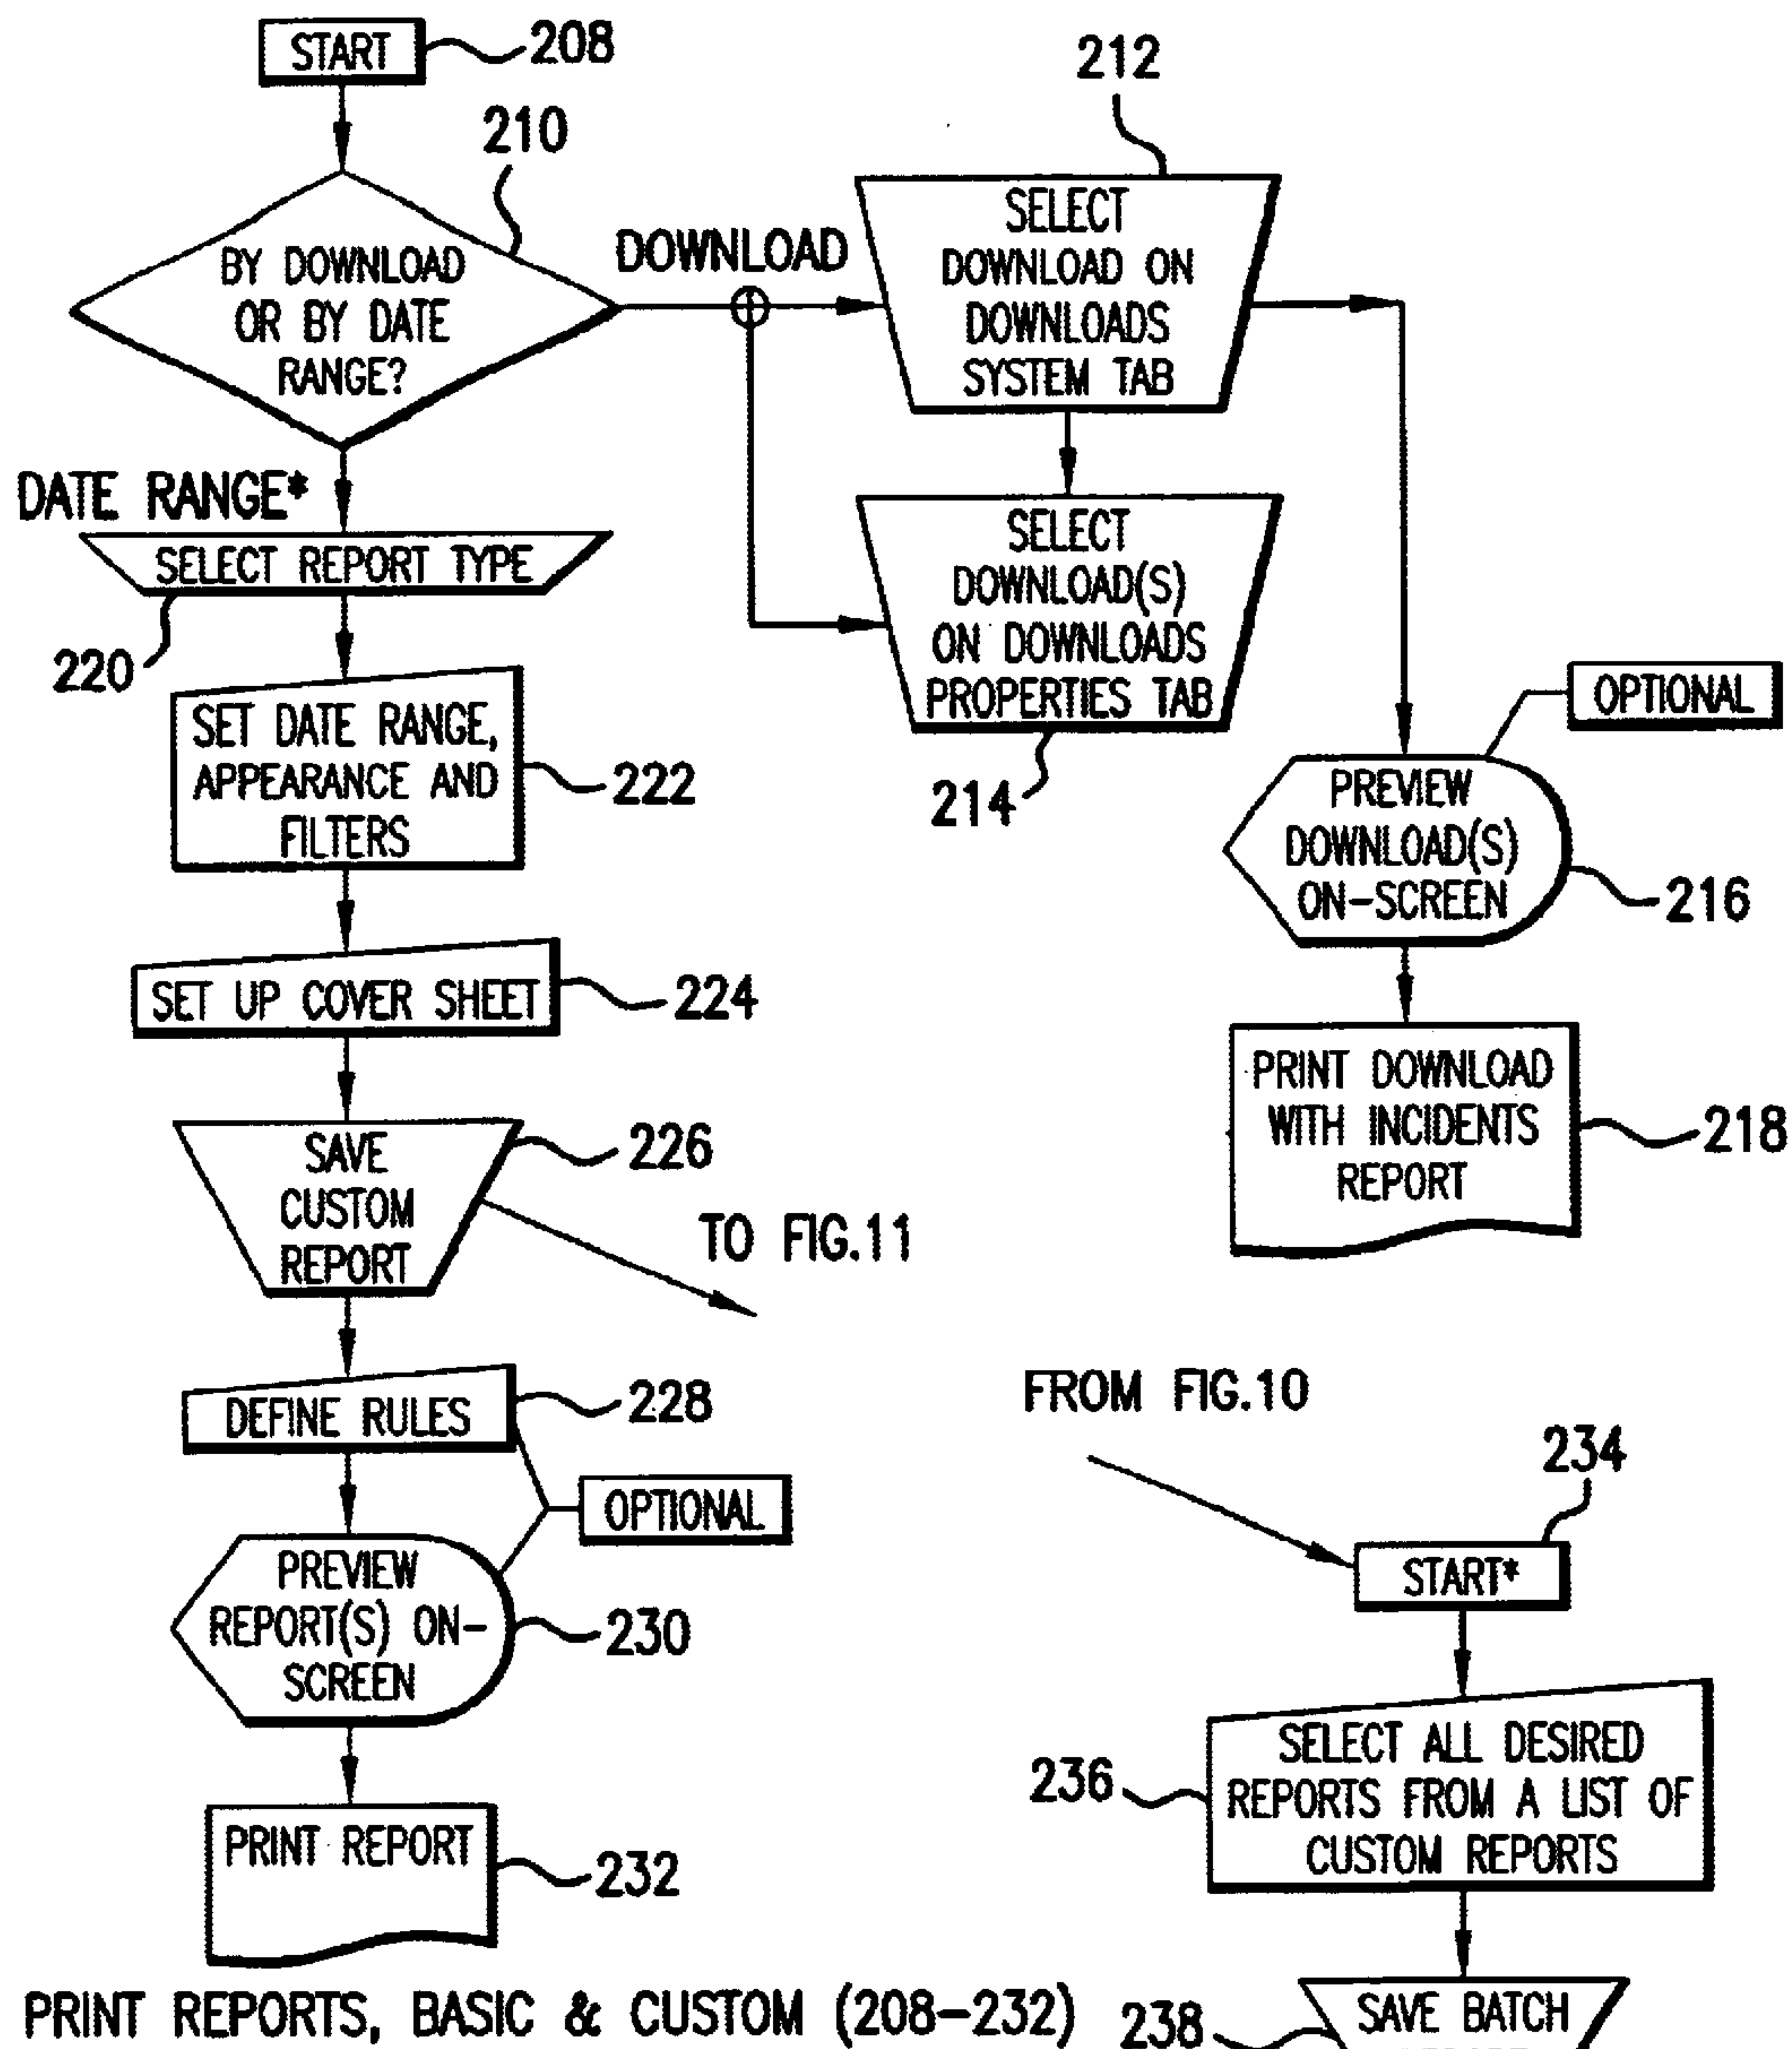 START
208
210
BY DOWNLOAD
OR BY DATE
RANGE?
DOWNLOAD
212
SELECT
DOWNLOAD ON
DOWNLOADS
SYSTEM TAB
DATE RANGE*
SELECT REPORT TYPE
220
SELECT
DOWNLOAD(S)
ON DOWNLOADS
PROPERTIES TAB
214
OPTIONAL
SET DATE RANGE,
APPEARANCE AND
FILTERS
222
PREVIEW
DOWNLOAD(S)
ON-SCREEN
216
SET UP COVER SHEET
224
PRINT DOWNLOAD
WITH INCIDENTS
REPORT
218
SAVE
CUSTOM
REPORT
226
TO FIG.11
DEFINE RULES
228
OPTIONAL
PREVIEW
REPORT(S) ON-
SCREEN
230
PRINT REPORT
232
FROM FIG.10
234
START*
236
SELECT ALL DESIRED
REPORTS FROM A LIST OF
CUSTOM REPORTS
PRINT REPORTS, BASIC & CUSTOM (208-232)
238
SAVE BATCH